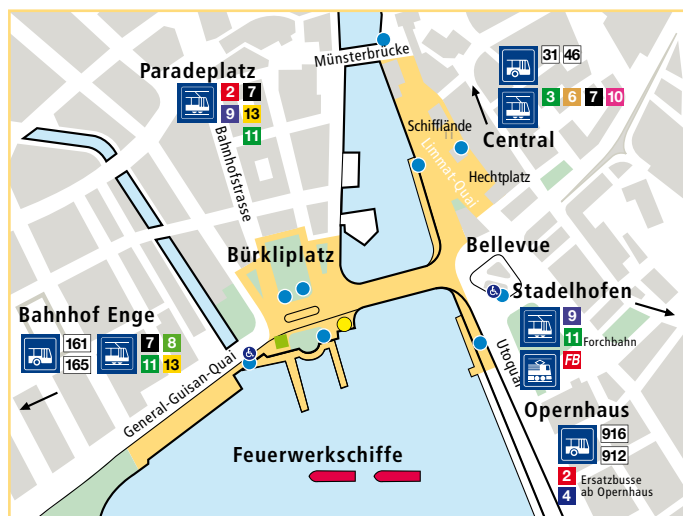 Münsterbrücke
31 46
Paradeplatz
2 7
3 6 7 10
9 13
11
Schifflände
Central
Bahnhofstrasse
Limmat-Quai
Hechtplatz
Bürkliplatz
Bellevue
Stadelhofen
Bahnhof Enge
9
161
7 8
11 Forchbahn
165
11 13
FB
General-Guisan-Quai
Utoquai
Opernhaus
916
912
Feuerwerkschiffe
2 Ersatzbusse
4 ab Opernhaus